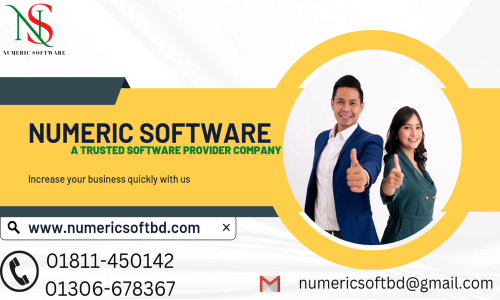 NS
NUMERIC SOFTWARE
NUMERIC SOFTWARE
A TRUSTED SOFTWARE PROVIDER COMPANY
Increase your business quickly with us
www.numericsoftbd.com
01811-450142
01306-678367
numericsoftbd@gmail.com